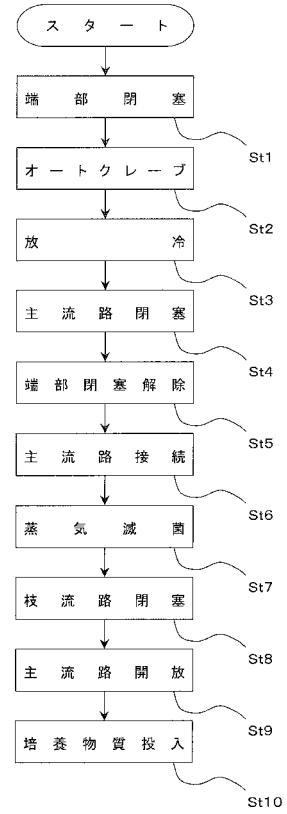 スタート
端部閉塞
St1
オートクレーブ
St2
放冷
St3
主流路閉塞
St4
端部閉塞解除
St5
主流路接続
St6
蒸気滅菌
St7
枝流路閉塞
St8
主流路開放
St9
培養物質投入
St10